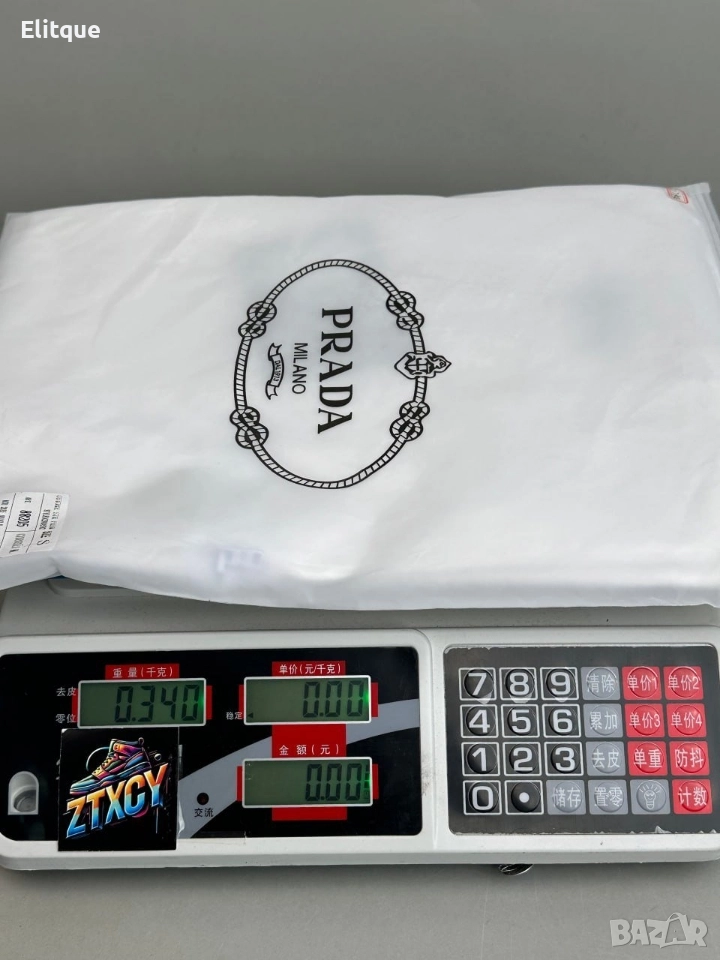 Elitque
PRADA
MILANO
重量(千克)
单价(元/千克)
去皮
零位
0.340
稳定
0.00
金额(元)
0.00
交流
ZTXCY
7 8 9 清除 单价1 单价2
4 5 6 累加 单价3 单价4
1 2 3 去皮 单重 防抖
0 • 储存 置零 计数
BAZAR